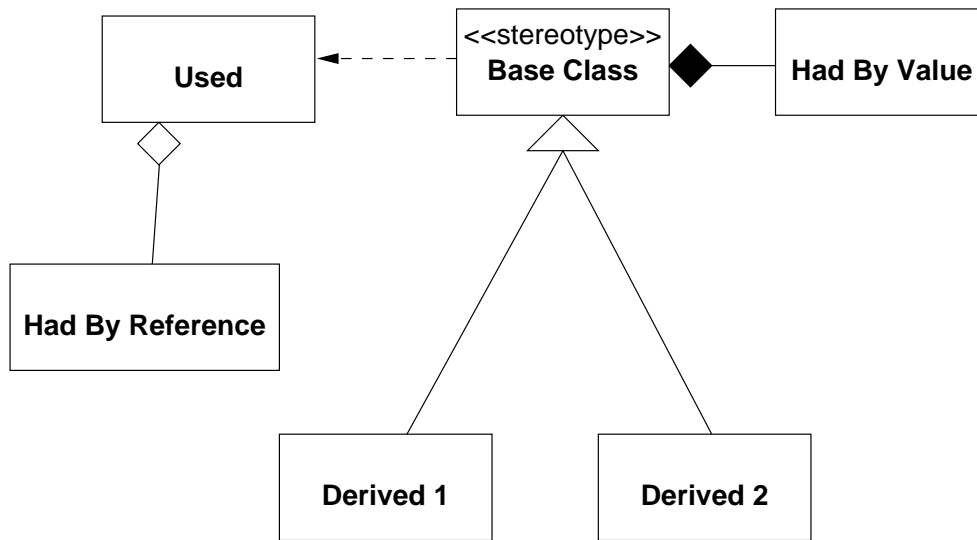 Used
<<stereotype>>
Base Class
Had By Value
Had By Reference
Derived 1
Derived 2